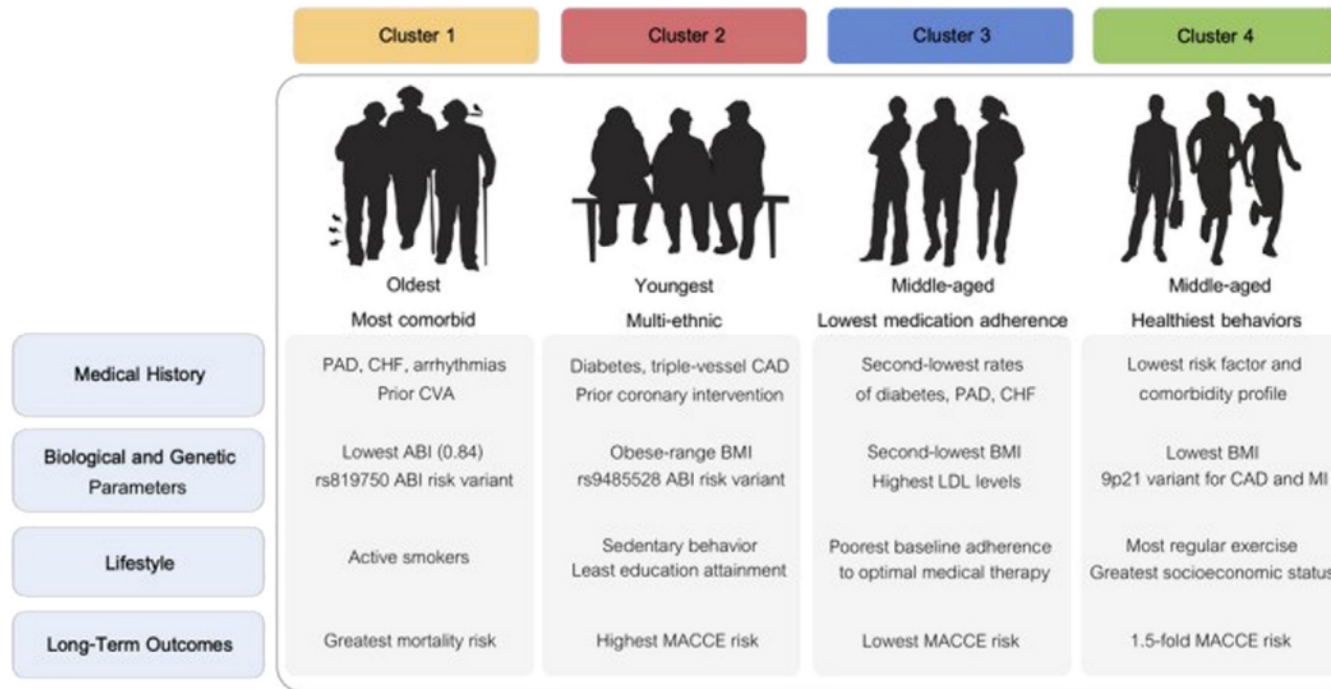 Cluster 1
Cluster 2
Cluster 3
Cluster 4
Oldest
Youngest
Middle-aged
Middle-aged
Most comorbid
Multi-ethnic
Lowest medication adherence
Healthiest behaviors
Medical History
PAD, CHF, arrhythmias
Prior CVA
Diabetes, triple-vessel CAD
Prior coronary intervention
Second-lowest rates
of diabetes, PAD, CHF
Lowest risk factor and
comorbidity profile
Biological and Genetic
Parameters
Lowest ABI (0.84)
rs819750 ABI risk variant
Obese-range BMI
rs9485528 ABI risk variant
Second-lowest BMI
Highest LDL levels
Lowest BMI
9p21 variant for CAD and MI
Lifestyle
Active smokers
Sedentary behavior
Least education attainment
Poorest baseline adherence
to optimal medical therapy
Most regular exercise
Greatest socioeconomic status
Long-Term Outcomes
Greatest mortality risk
Highest MACCE risk
Lowest MACCE risk
1.5-fold MACCE risk